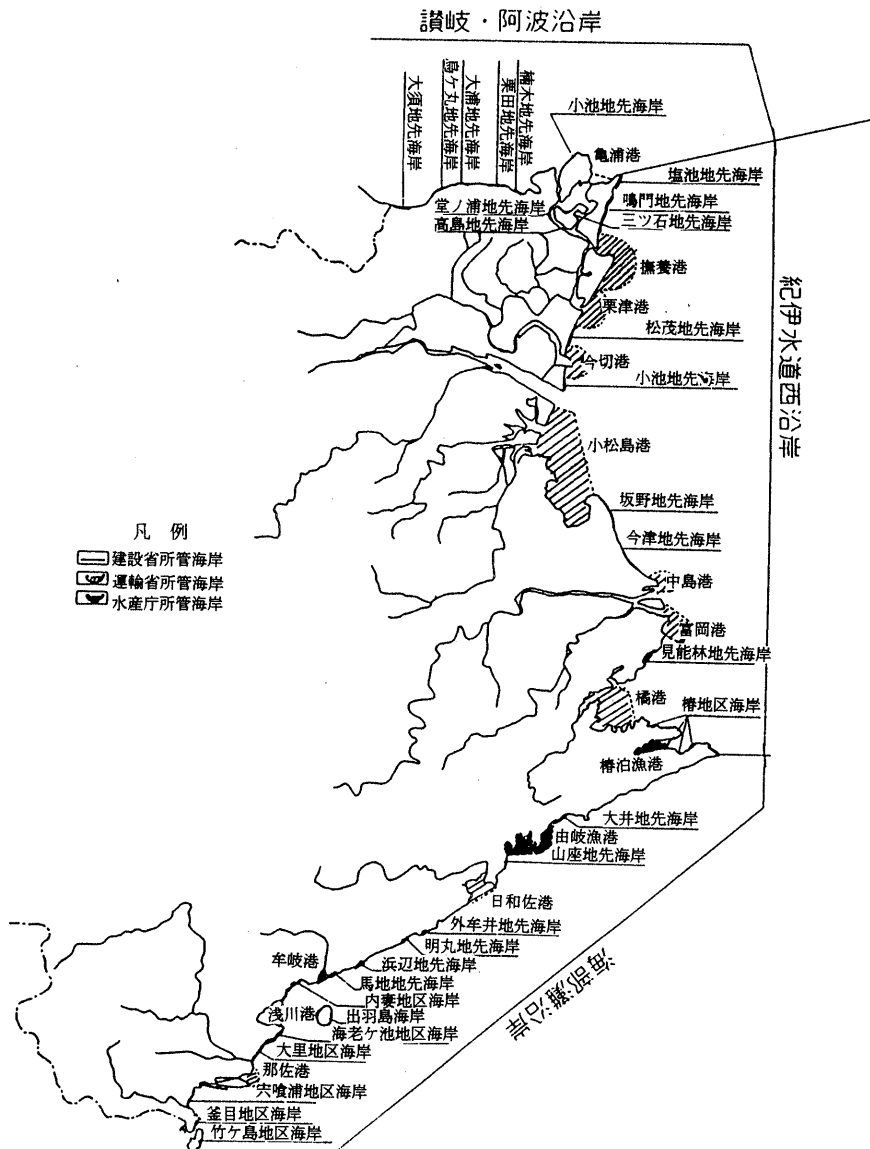 讃岐・阿波沿岸
大須地先海岸
島ケ丸地先海岸
大浦地先海岸
粟田地先海岸
楠木地先海岸
小池地先海岸
亀浦港
塩池地先海岸
堂ノ浦地先海岸
鳴門地先海岸
高島地先海岸
三ツ石地先海岸
撫養港
粟津港
紀伊水道西沿岸
松茂地先海岸
今切港
小池地先海岸
小松島港
坂野地先海岸
今津地先海岸
凡例
建設省所管海岸
運輸省所管海岸
水産庁所管海岸
中島港
富岡港
見能林地先海岸
橘港
椿地区海岸
椿泊漁港
大井地先海岸
由岐漁港
山座地先海岸
日和佐港
外牟井地先海岸
明丸地先海岸
牟岐港
浜辺地先海岸
馬地地先海岸
内妻地区海岸
浅川港
出羽島海岸
海老ケ池地区海岸
大里地区海岸
那佐港
宍喰浦地区海岸
釜目地区海岸
竹ケ島地区海岸
海部灘沿岸